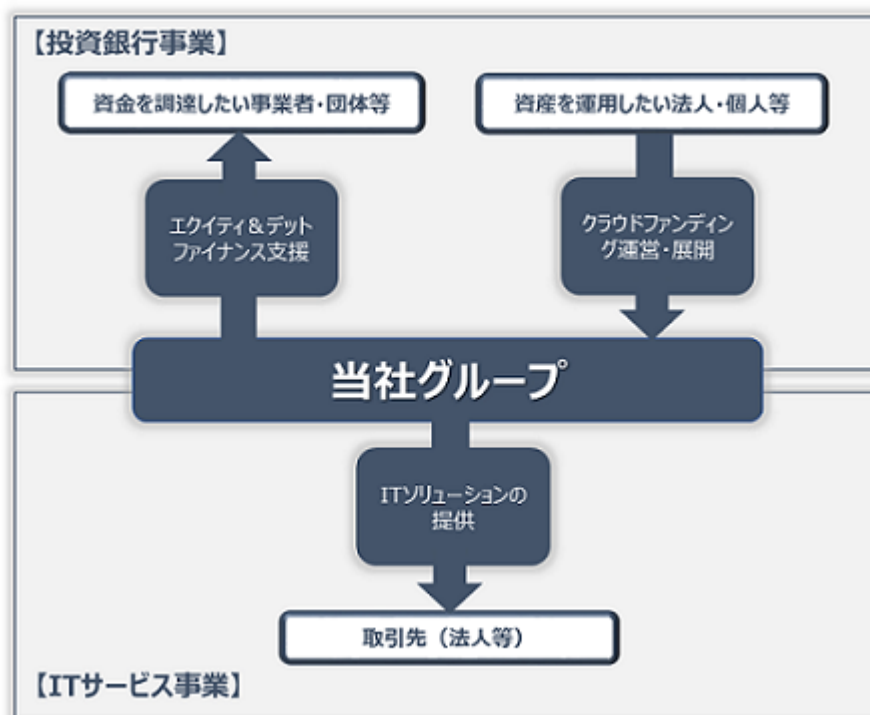 【投資銀行事業】
資金を調達したい事業者・団体等
資産を運用したい法人・個人等
エクイティ&デット
ファイナンス支援
クラウドファンディン
グ運営・展開
当社グループ
ITソリューションの
提供
取引先（法人等）
【ITサービス事業】